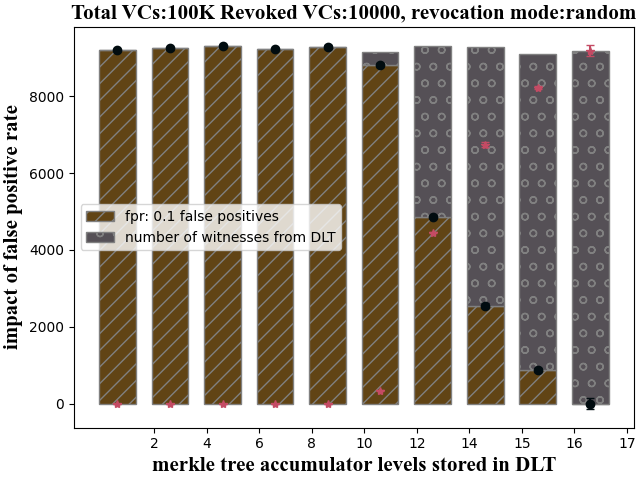 Total VCs:100K Revoked VCs:10000, revocation mode:random
impact of false positive rate
8000
6000
4000
2000
0
fpr: 0.1 false positives
number of witnesses from DLT
2 4 6 8 10 12 14 15 16 17
merkle tree accumulator levels stored in DLT